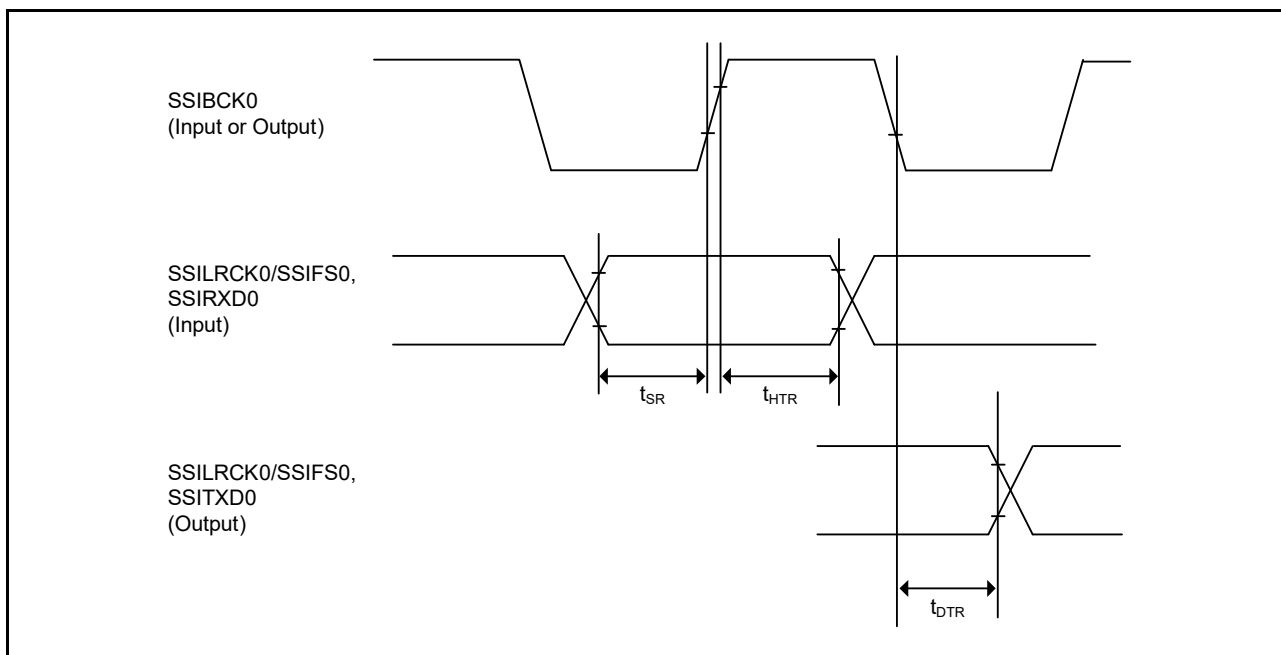 SSIBCK0
(Input or Output)
SSILRCK0/SSIFS0,
SSIRXD0
(Input)
tSR
tHTR
SSILRCK0/SSIFS0,
SSITXD0
(Output)
tDTR